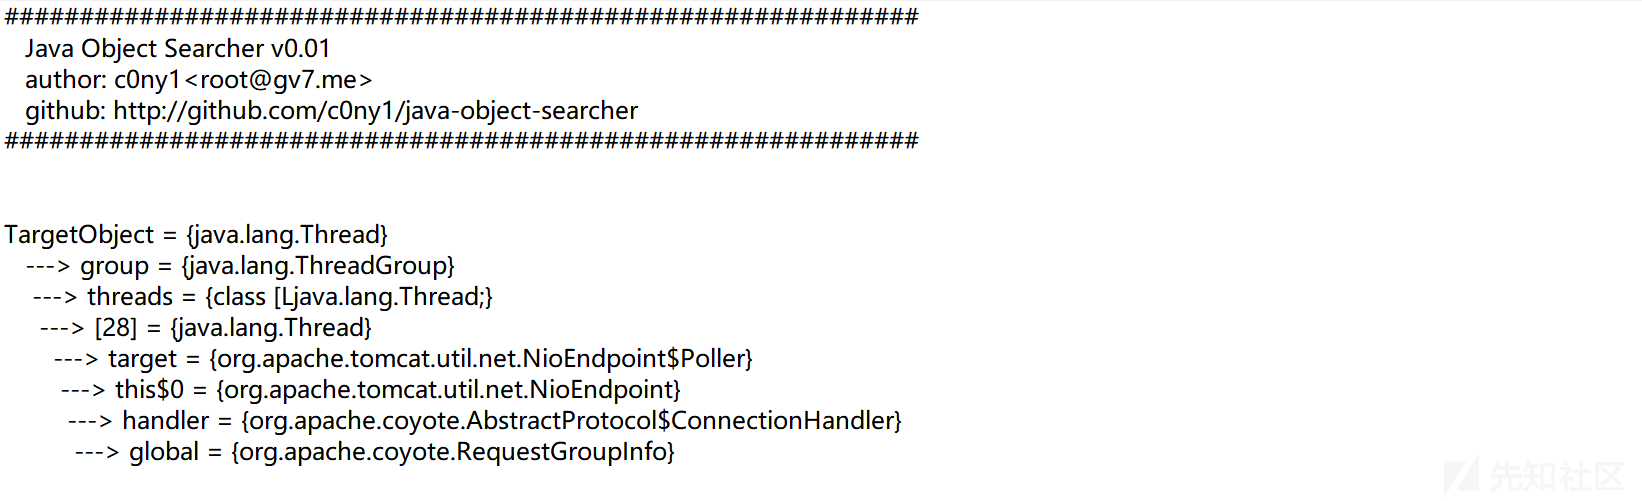 #############################################################
Java Object Searcher v0.01
author: c0ny1<root@gv7.me>
github: http://github.com/c0ny1/java-object-searcher
#############################################################
TargetObject = {java.lang.Thread}
---> group = {java.lang.ThreadGroup}
---> threads = {class [Ljava.lang.Thread;}
---> [28] = {java.lang.Thread}
---> target = {org.apache.tomcat.util.net.NioEndpoint$Poller}
---> this$0 = {org.apache.tomcat.util.net.NioEndpoint}
---> handler = {org.apache.coyote.AbstractProtocol$ConnectionHandler}
---> global = {org.apache.coyote.RequestGroupInfo}
先知社区